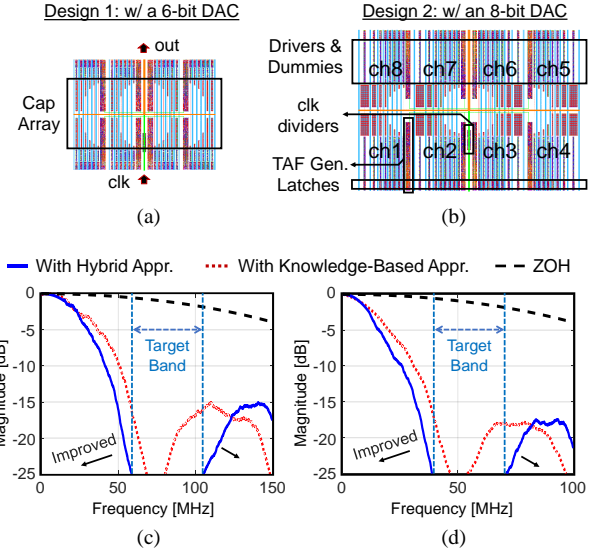 Design 1: w/ a 6-bit DAC
Design 2: w/ an 8-bit DAC
(a)
out
Cap
Array
clk
(a)
(b)
Drivers &
Dummies
ch8 ch7 ch6 ch5
clk
dividers
ch1 ch2 ch3 ch4
TAF Gen.
Latches
(b)
With Hybrid Appr. With Knowledge-Based Appr. ZOH
Magnitude [dB]
0
-5
-10
-15
-20
-25
0 50 100 150
Target
Band
Improved
Frequency [MHz]
(c)
Magnitude [dB]
0
-5
-10
-15
-20
-25
0 50 100
Target
Band
Improved
Frequency [MHz]
(d)